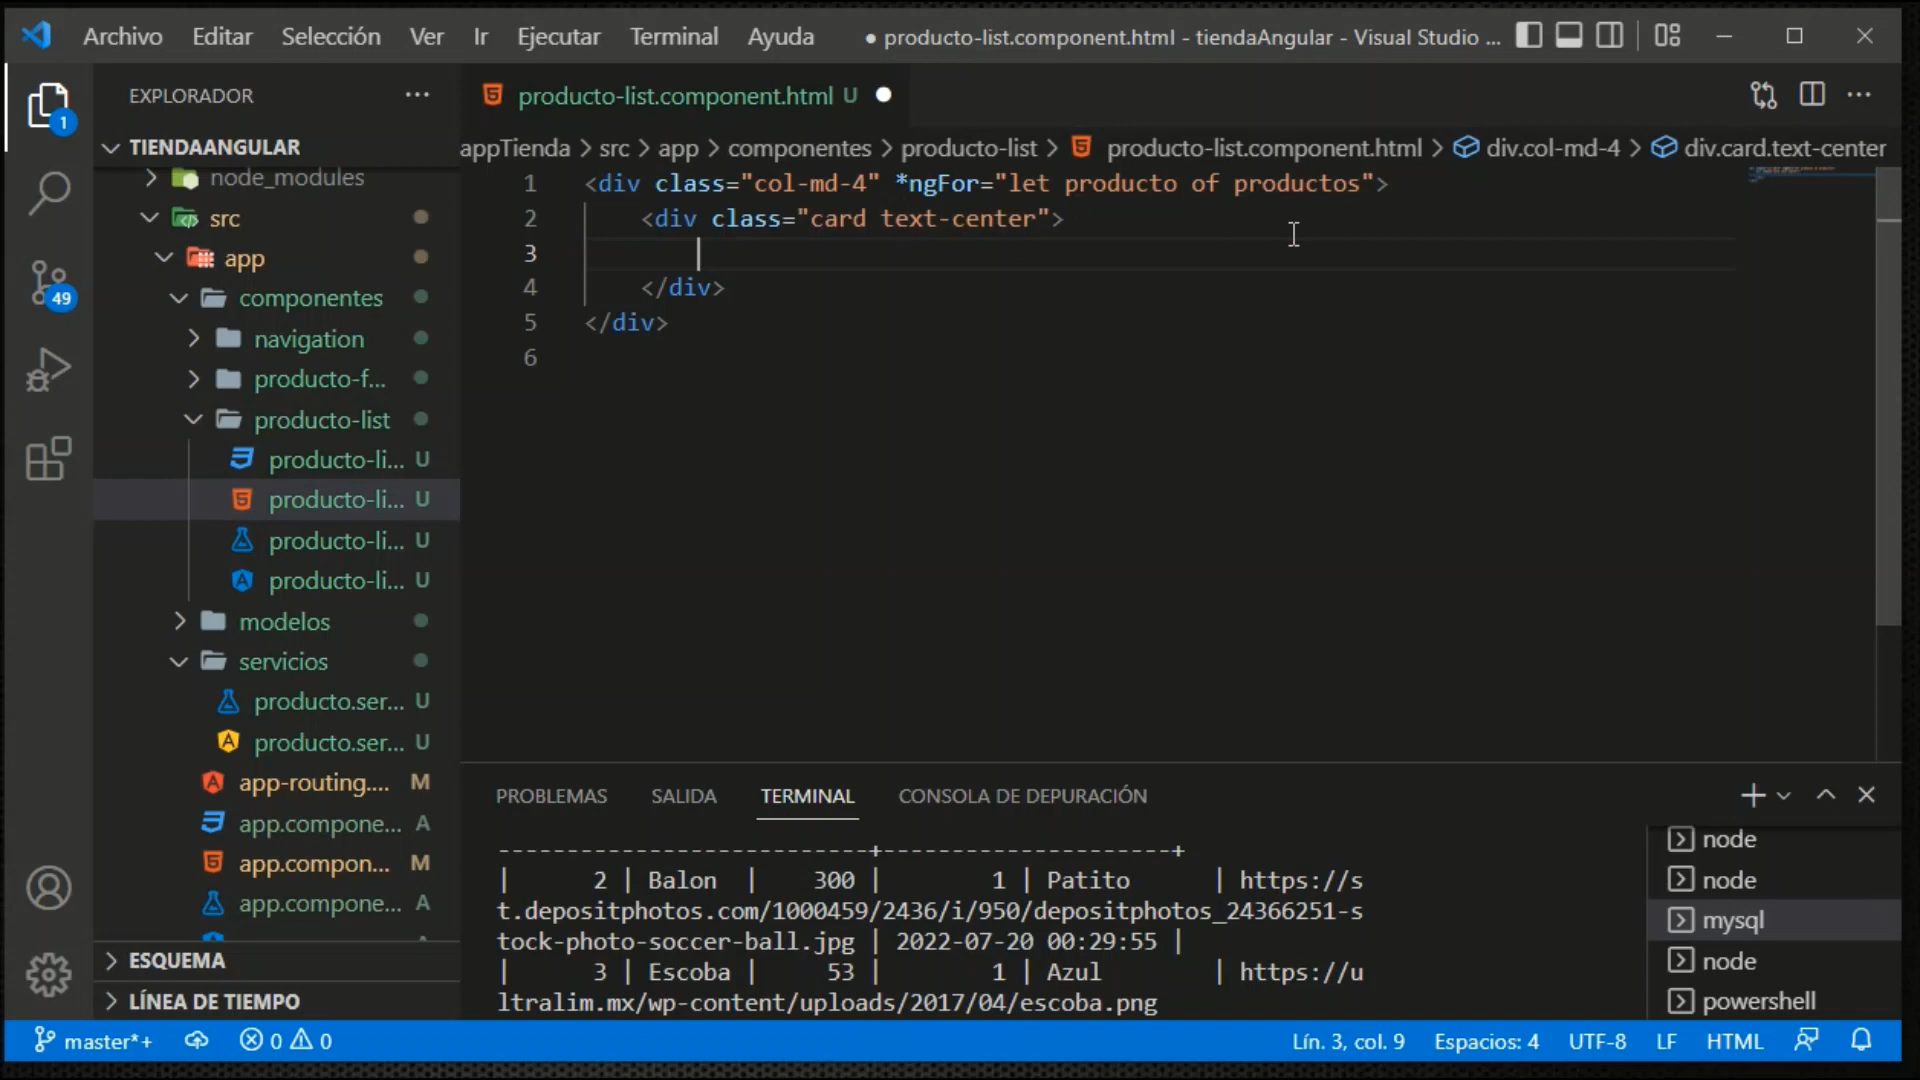 Archivo Editar Selección Ver Ir Ejecutar Terminal Ayuda ● producto-list.component.html - tiendaAngular - Visual Studio ...
EXPLORADOR ···
1
TIENDAANGULAR
node_modules
src
app
componentes
49
navigation
producto-f...
producto-list
producto-li... U
producto-li... U
producto-li... U
producto-li... U
modelos
servicios
producto.ser... U
producto.ser... U
app-routing.... M
app.compone... A
app.compon... M
app.compone... A
ESQUEMA
LÍNEA DE TIEMPO
producto-list.component.html U ●
appTienda > src > app > componentes > producto-list > producto-list.component.html > div.col-md-4 > div.card.text-center
1 <div class="col-md-4" *ngFor="let producto of productos">
2 <div class="card text-center">
3
4 </div>
5 </div>
6
PROBLEMAS SALIDA TERMINAL CONSOLA DE DEPURACIÓN
---------------------------+---------------------+
| 2 | Balon | 300 | 1 | Patito | https://s
t.depositphotos.com/1000459/2436/i/950/depositphotos_24366251-s
tock-photo-soccer-ball.jpg | 2022-07-20 00:29:55 |
| 3 | Escoba | 53 | 1 | Azul | https://u
ltralim.mx/wp-content/uploads/2017/04/escoba.png
node
node
mysql
node
powershell
master*+ 0 0 Lín. 3, col. 9 Espacios: 4 UTF-8 LF HTML